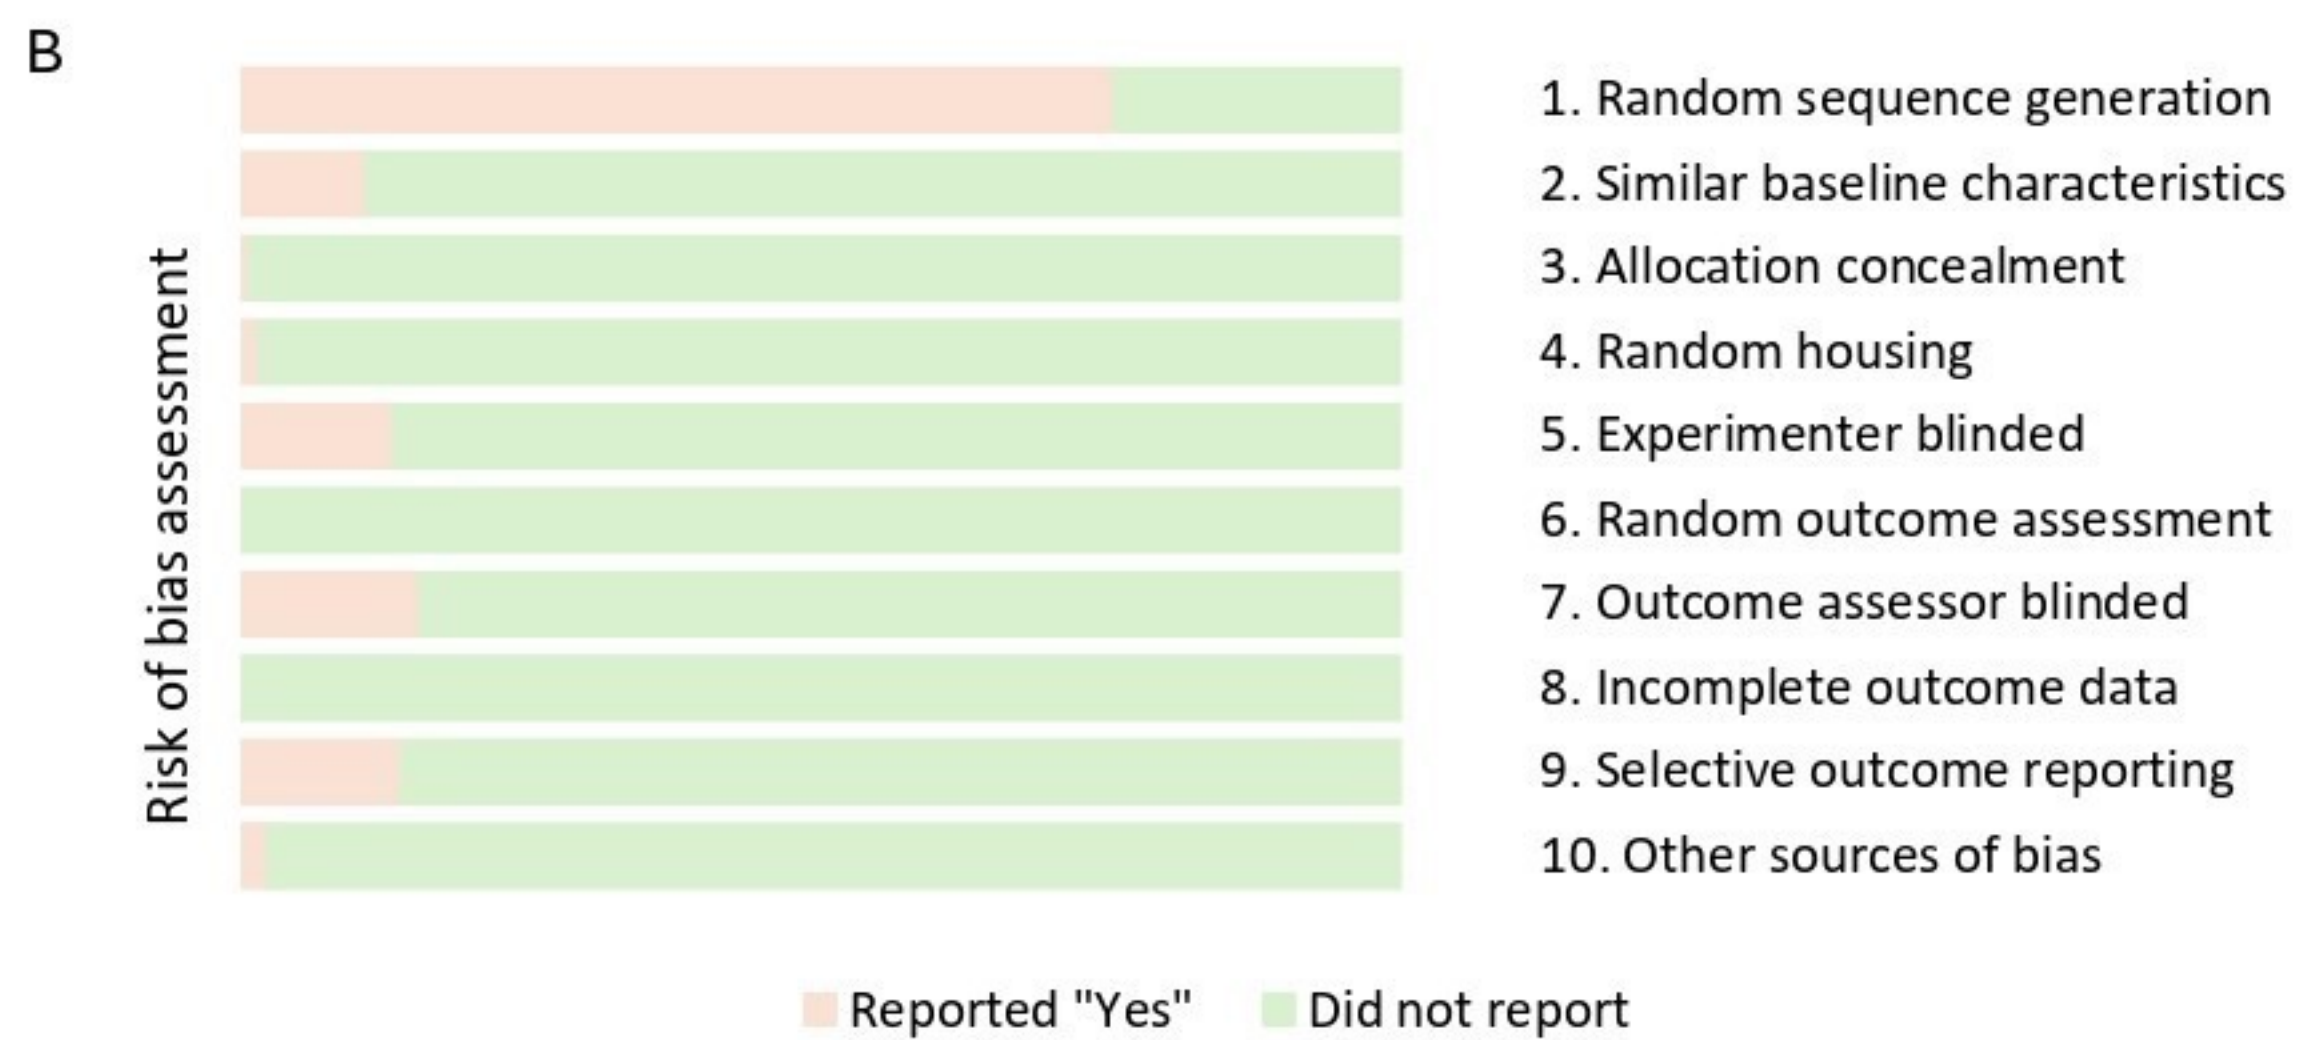 B
Risk of bias assessment
1. Random sequence generation
2. Similar baseline characteristics
3. Allocation concealment
4. Random housing
5. Experimenter blinded
6. Random outcome assessment
7. Outcome assessor blinded
8. Incomplete outcome data
9. Selective outcome reporting
10. Other sources of bias
Reported "Yes"
Did not report